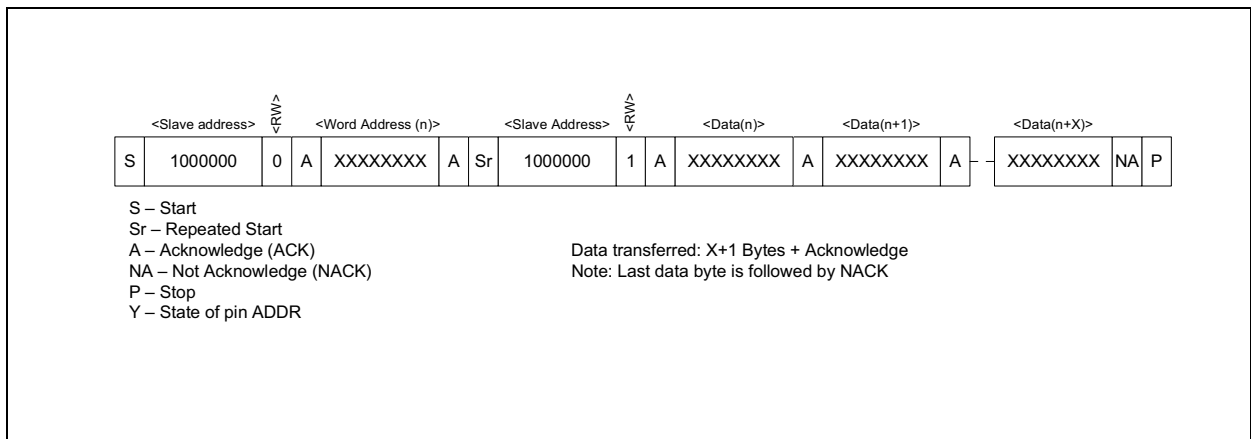 <Slave address> <RW> <Word Address (n)> <Slave Address> <RW> <Data(n)> <Data(n+1)> <Data(n+X)>
S 1000000 0 A XXXXXXXX A Sr 1000000 1 A XXXXXXXX A XXXXXXXX A XXXXXXXX NA P
S – Start
Sr – Repeated Start
A – Acknowledge (ACK)
NA – Not Acknowledge (NACK)
P – Stop
Y – State of pin ADDR
Data transferred: X+1 Bytes + Acknowledge
Note: Last data byte is followed by NACK